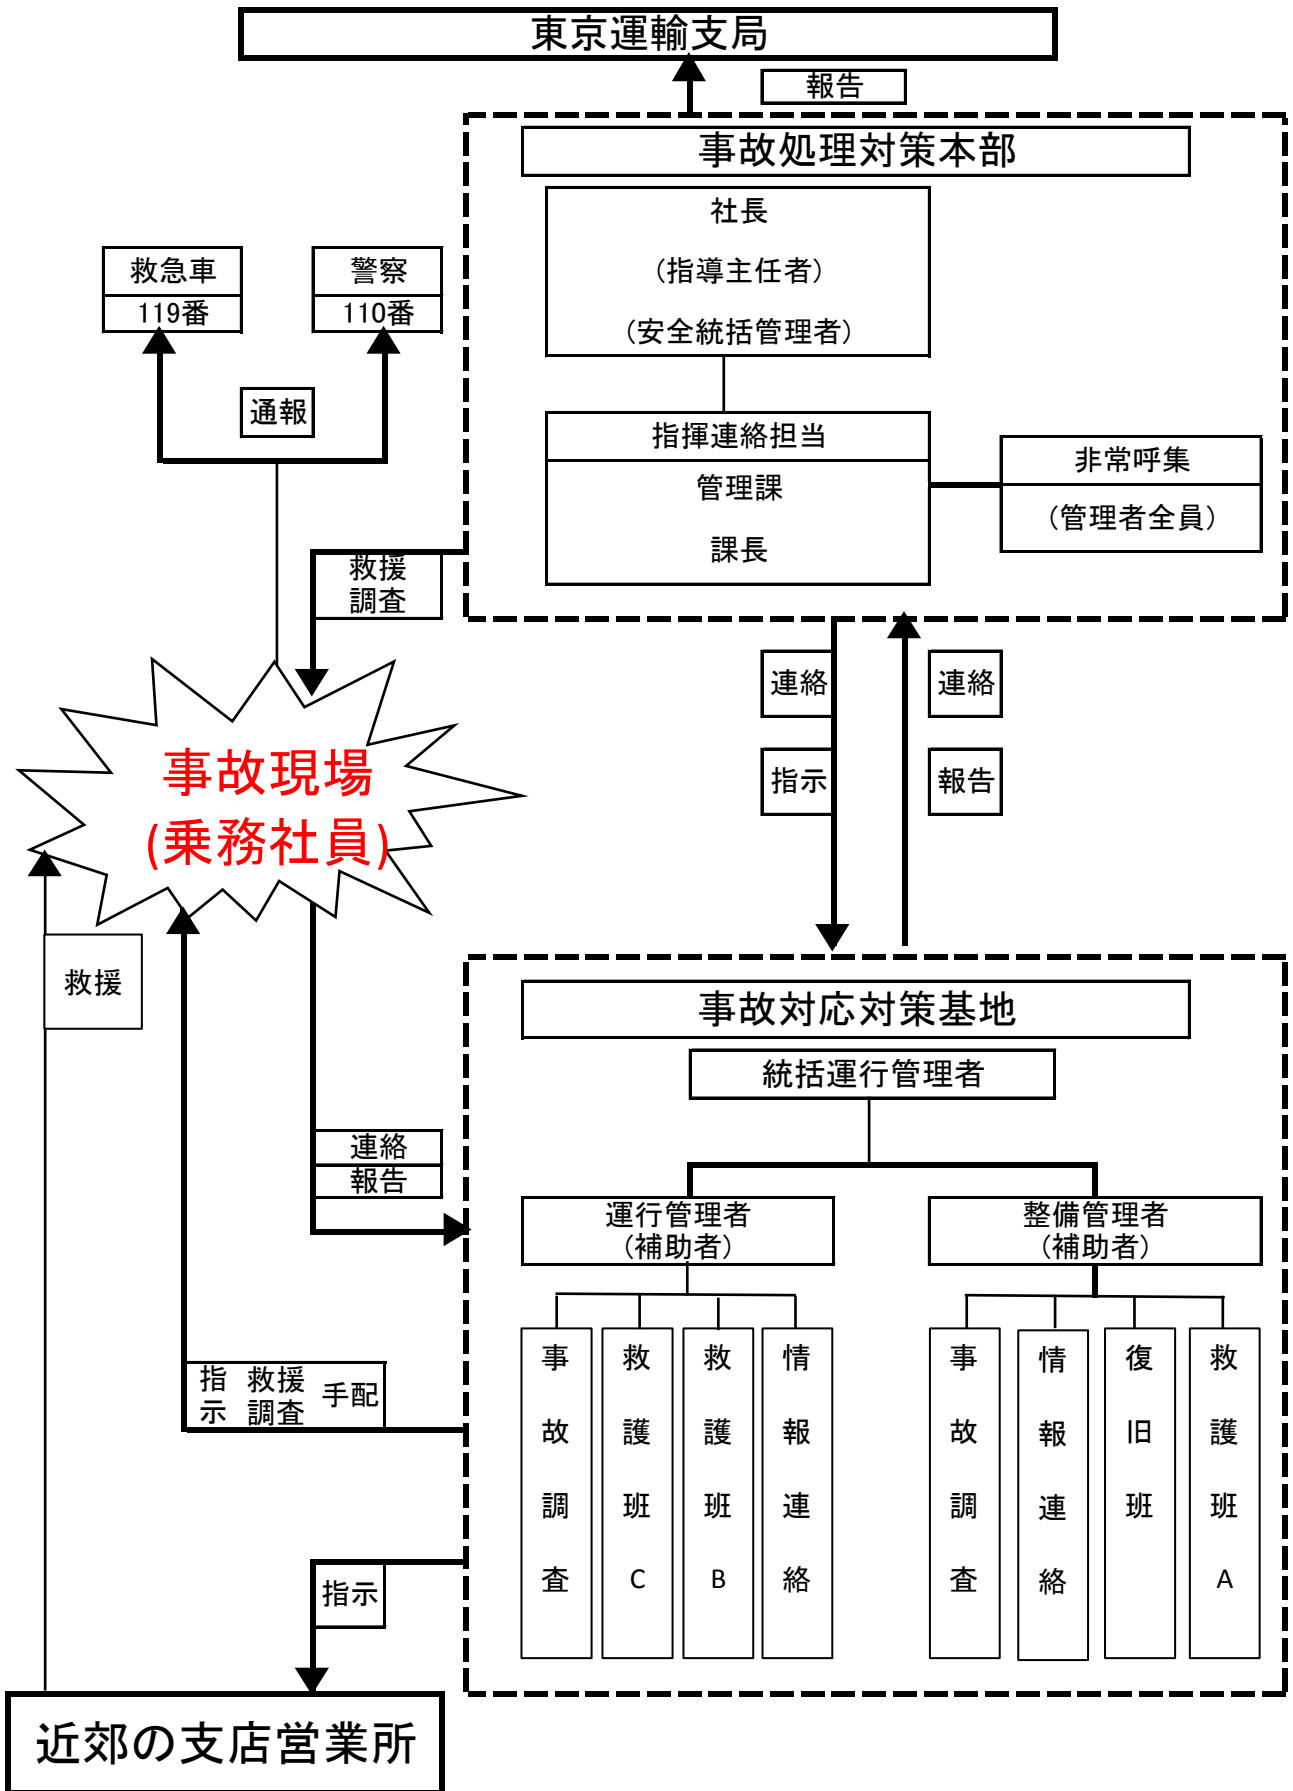 東京運輸支局
報告
事故処理対策本部
社長
（指導主任者）
（安全統括管理者）
救急車
119番
警察
110番
通報
指揮連絡担当
管理課
課長
非常呼集
（管理者全員）
救援
調査
連絡
指示
連絡
報告
事故現場
(乗務社員)
救援
事故対応対策基地
統括運行管理者
連絡
報告
運行管理者
（補助者）
整備管理者
（補助者）
指示
救援
調査
手配
事故調査
救護班C
救護班B
情報連絡
事故調査
情報連絡
復旧班
救護班A
指示
近郊の支店営業所